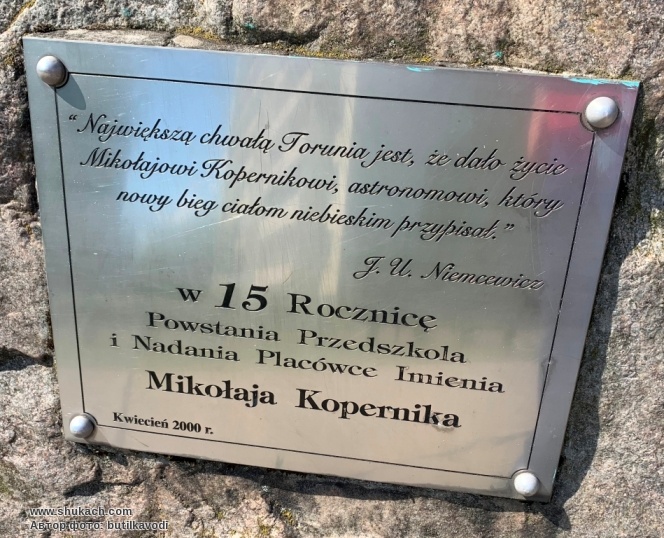 “Największą chwałą Torunia jest, że dało życie
Mikołajowi Kopernikowi, astronomowi, który
nowy bieg ciałom niebieskim przypisał.”
J. U. Niemcewicz
w 15 Rocznicę
Powstania Przedszkola
i Nadania Placówce Imienia
Mikołaja Kopernika
Kwiecień 2000 r.
www.shukach.com
Автор фото: butilkavodi